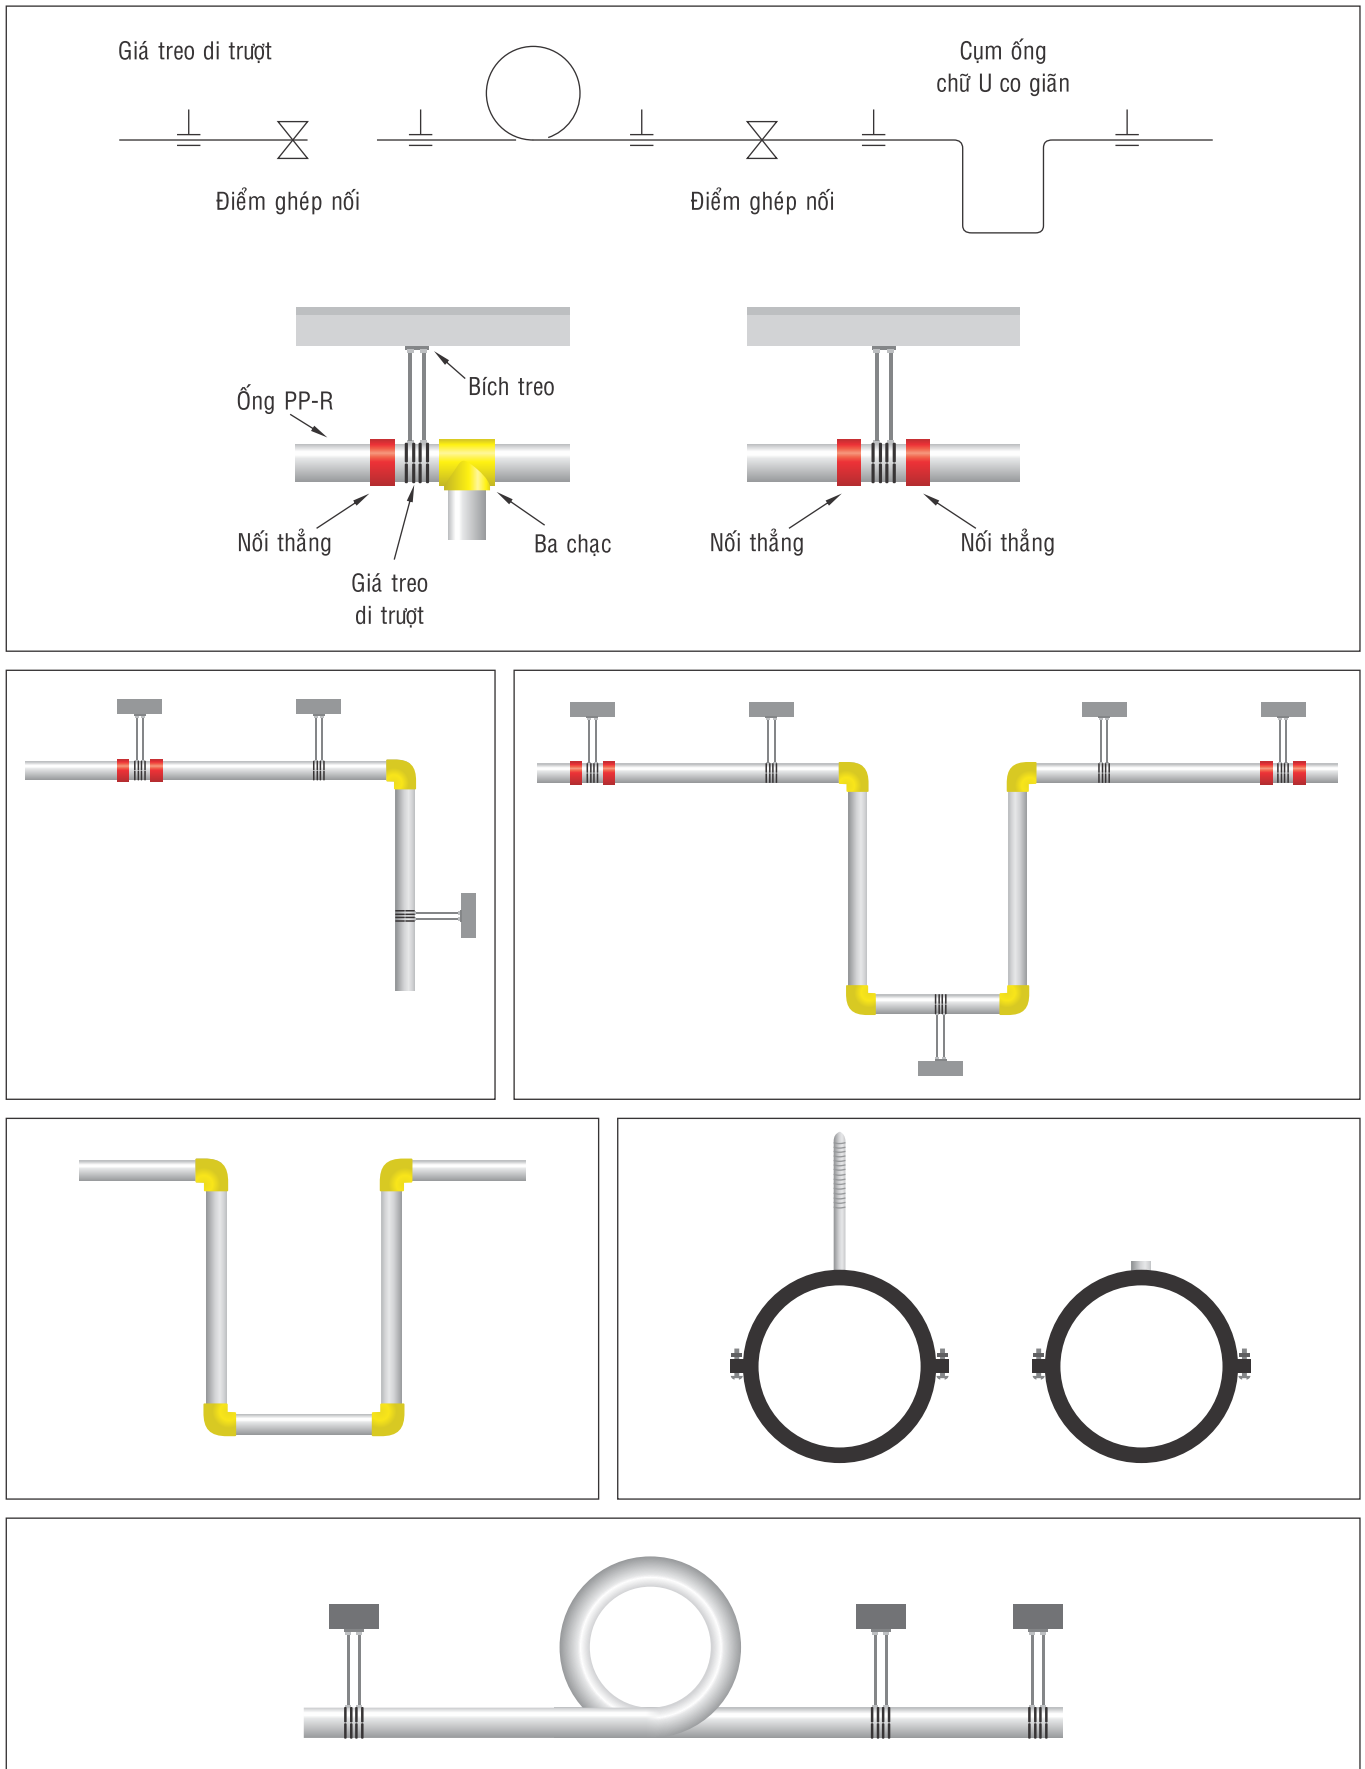 Giá treo di trượt
Cụm ống
chữ U co giãn
Điểm ghép nối
Điểm ghép nối
Bích treo
Ống PP-R
Nối thẳng
Ba chạc
Giá treo
di trượt
Nối thẳng
Nối thẳng